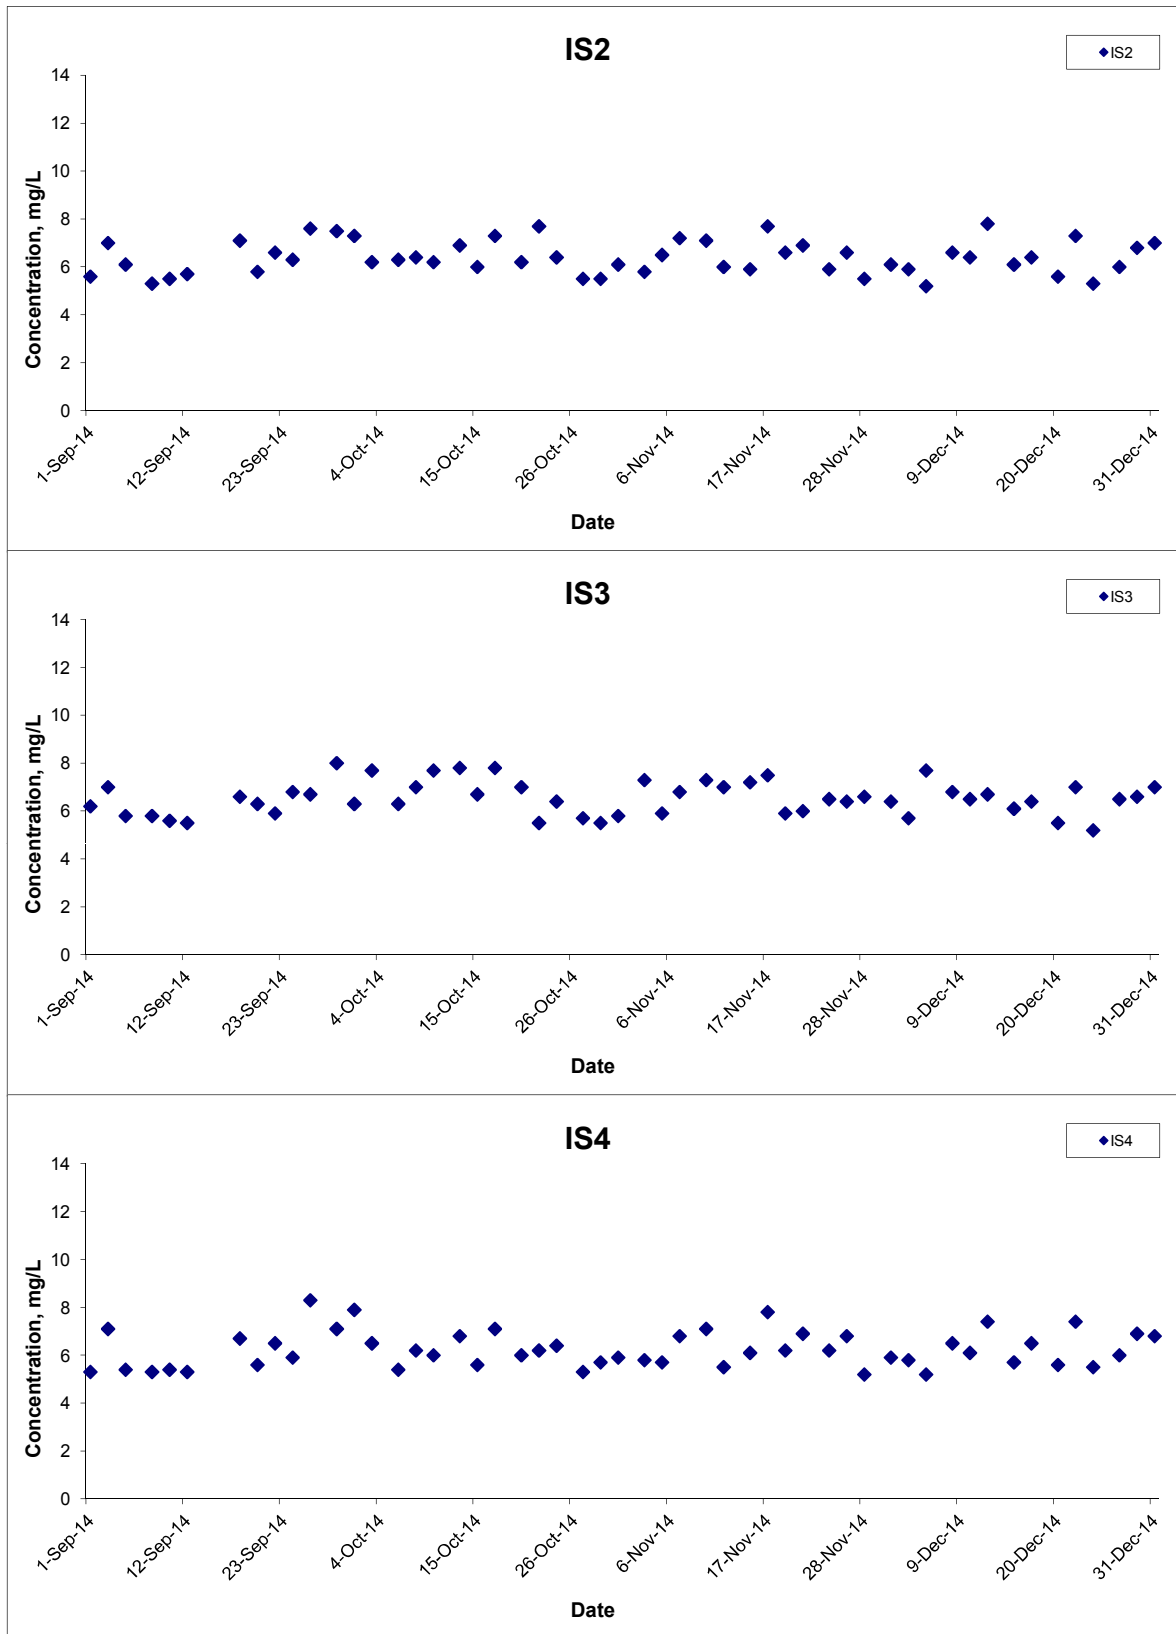 IS2
IS2
14
12
10
8
6
4
2
0
Concentration, mg/L
1-Sep-14
12-Sep-14
23-Sep-14
4-Oct-14
15-Oct-14
26-Oct-14
6-Nov-14
17-Nov-14
28-Nov-14
9-Dec-14
20-Dec-14
31-Dec-14
Date
IS3
IS3
14
12
10
8
6
4
2
0
Concentration, mg/L
1-Sep-14
12-Sep-14
23-Sep-14
4-Oct-14
15-Oct-14
26-Oct-14
6-Nov-14
17-Nov-14
28-Nov-14
9-Dec-14
20-Dec-14
31-Dec-14
Date
IS4
IS4
14
12
10
8
6
4
2
0
Concentration, mg/L
1-Sep-14
12-Sep-14
23-Sep-14
4-Oct-14
15-Oct-14
26-Oct-14
6-Nov-14
17-Nov-14
28-Nov-14
9-Dec-14
20-Dec-14
31-Dec-14
Date